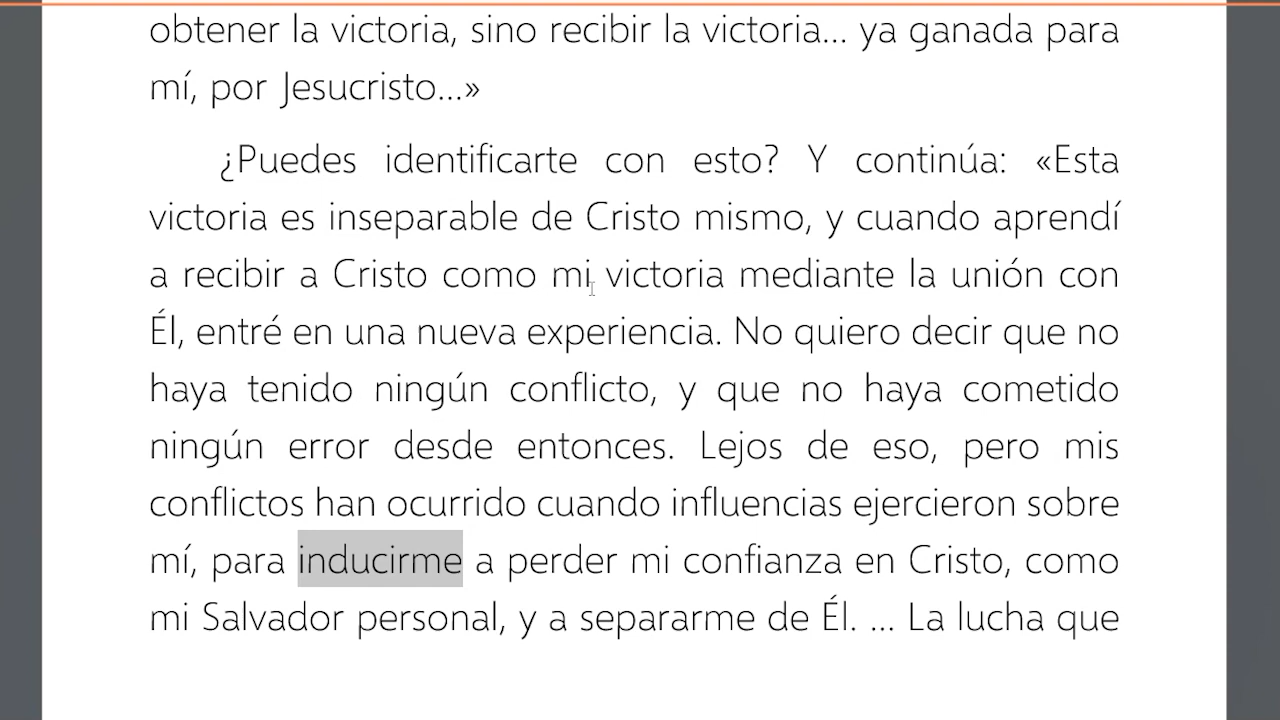 obtener la victoria, sino recibir la victoria... ya ganada para
mí, por Jesucristo...»
¿Puedes identificarte con esto? Y continúa: «Esta
victoria es inseparable de Cristo mismo, y cuando aprendí
a recibir a Cristo como mi victoria mediante la unión con
Él, entré en una nueva experiencia. No quiero decir que no
haya tenido ningún conflicto, y que no haya cometido
ningún error desde entonces. Lejos de eso, pero mis
conflictos han ocurrido cuando influencias ejercieron sobre
mí, para inducirme a perder mi confianza en Cristo, como
mi Salvador personal, y a separarme de Él. ... La lucha que